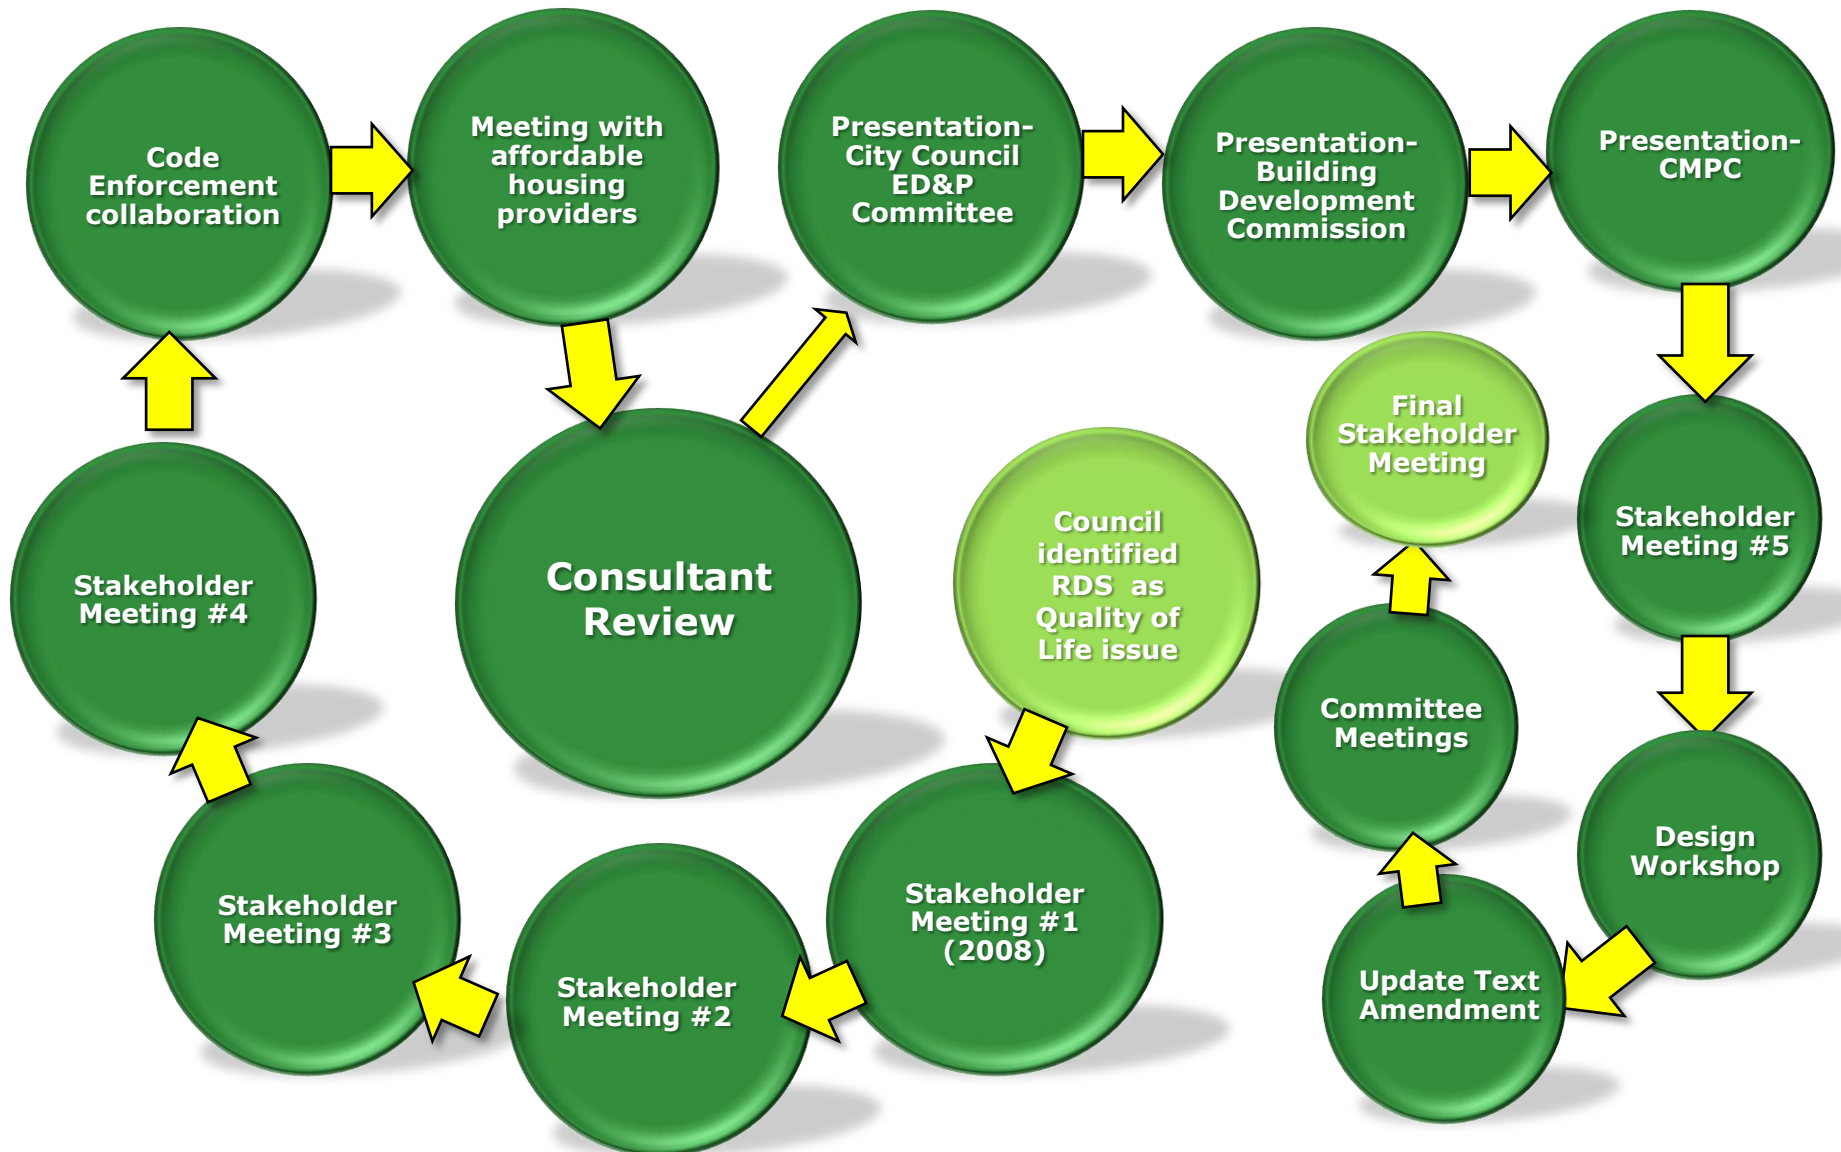 Code
Enforcement
collaboration
Meeting with
affordable
housing
providers
Presentation-
City Council
ED&P
Committee
Presentation-
Building
Development
Commission
Presentation-
CMPC
Final
Stakeholder
Meeting
Stakeholder
Meeting #5
Council
identified
RDS as
Quality of
Life issue
Consultant
Review
Stakeholder
Meeting #4
Committee
Meetings
Design
Workshop
Stakeholder
Meeting #3
Stakeholder
Meeting #2
Stakeholder
Meeting #1
(2008)
Update Text
Amendment